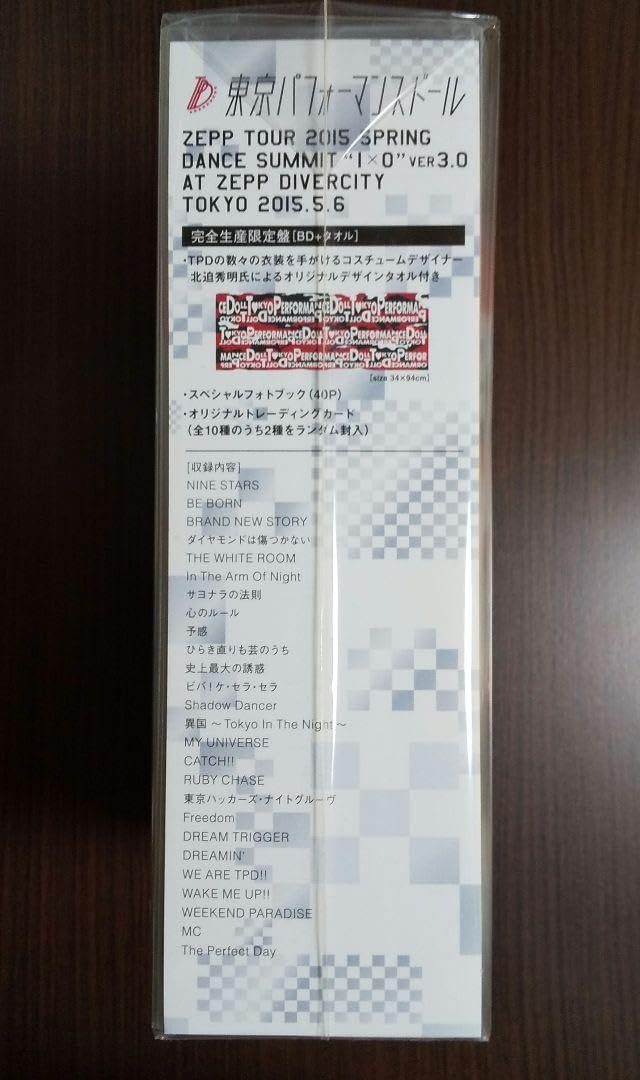 TPD 東京パフォーマンスドール
ZEPP TOUR 2015 SPRING
DANCE SUMMIT "1×0" VER3.0
AT ZEPP DIVERCITY
TOKYO 2015.5.6
完全生産限定盤[BD+タオル]
・TPDの数々の衣装を手がけるコスチュームデザイナー
北迫秀明氏によるオリジナルデザインタオル付き
CEDOLLTOKYOPERFORMA
DOLLTOKYOPERFORMANCEDOLLTOKYOPERFOR
MANCEDOLLTOKYOPERFORMANCEDOLLTOKYOPERFOR
[size 34×94cm]
・スペシャルフォトブック(40P)
・オリジナルトレーディングカード
(全10種のうち2種をランダム封入)
[収録内容]
NINE STARS
BE BORN
BRAND NEW STORY
ダイヤモンドは傷つかない
THE WHITE ROOM
In The Arm Of Night
サヨナラの法則
心のルール
予感
ひらき直りも芸のうち
史上最大の誘惑
ビバ!ケ・セラ・セラ
Shadow Dancer
異国 〜Tokyo In The Night〜
MY UNIVERSE
CATCH!!
RUBY CHASE
東京ハッカーズ・ナイトグルーヴ
Freedom
DREAM TRIGGER
DREAMIN'
WE ARE TPD!!
WAKE ME UP!!
WEEKEND PARADISE
MC
The Perfect Day